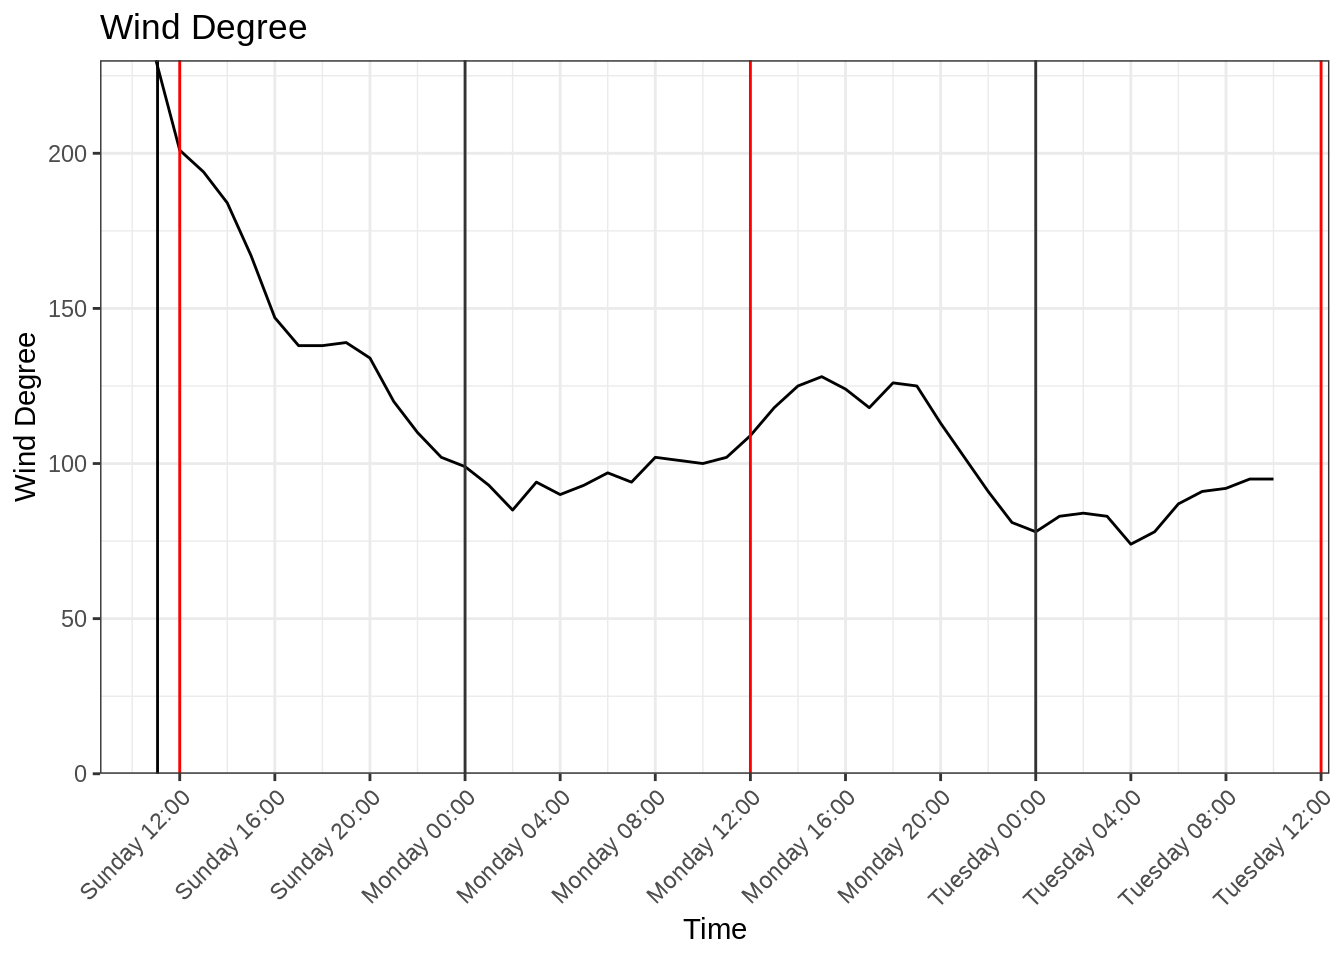 Wind Degree
Wind Degree
200
150
100
50
0
Sunday 12:00
Sunday 16:00
Sunday 20:00
Monday 00:00
Monday 04:00
Monday 08:00
Monday 12:00
Monday 16:00
Monday 20:00
Tuesday 00:00
Tuesday 04:00
Tuesday 08:00
Tuesday 12:00
Time